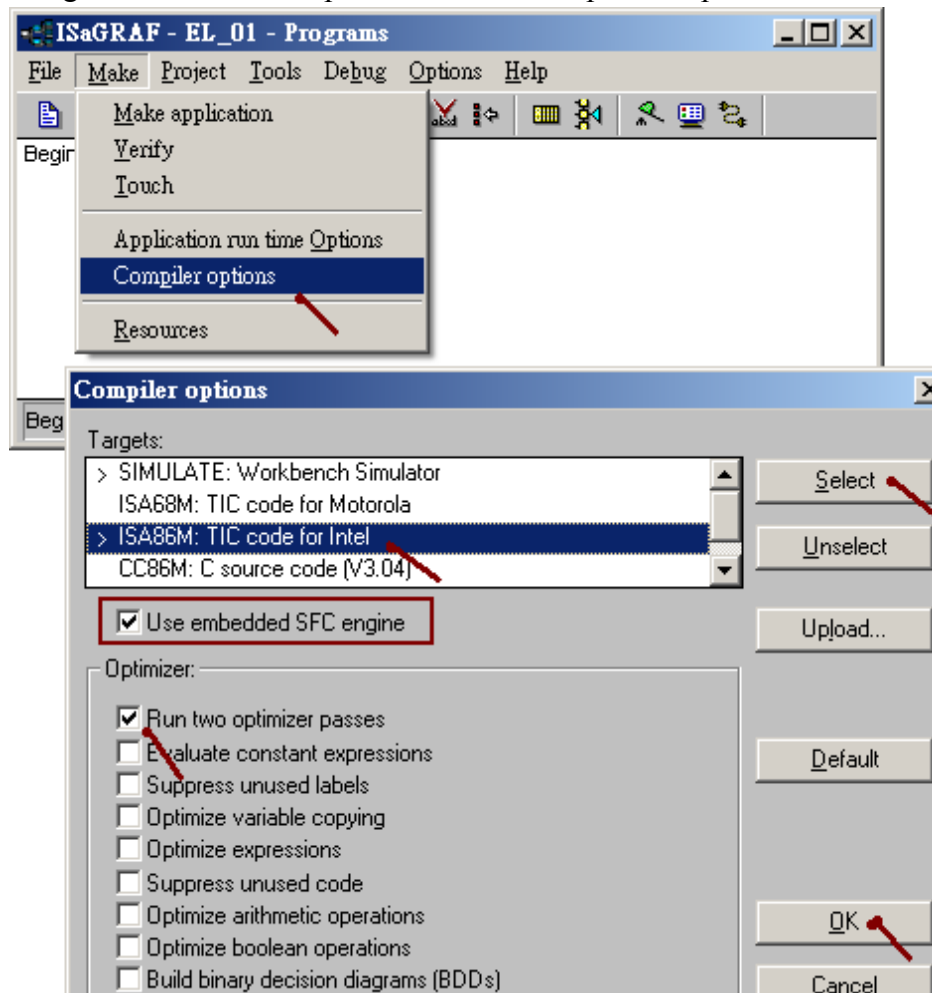 ISaGRAF - EL_01 - Programs
File Make Project Tools Debug Options Help
Make application
Verify
Touch
Application run time Options
Compiler options
Resources
Compiler options
Targets:
> SIMULATE: Workbench Simulator
ISA68M: TIC code for Motorola
> ISA86M: TIC code for Intel
CC86M: C source code (V3.04)
Select
Unselect
Use embedded SFC engine
Upload...
Optimizer:
Run two optimizer passes
Evaluate constant expressions
Default
Suppress unused labels
Optimize variable copying
Optimize expressions
Suppress unused code
Optimize arithmetic operations
OK
Optimize boolean operations
Build binary decision diagrams (BDDs)
Cancel